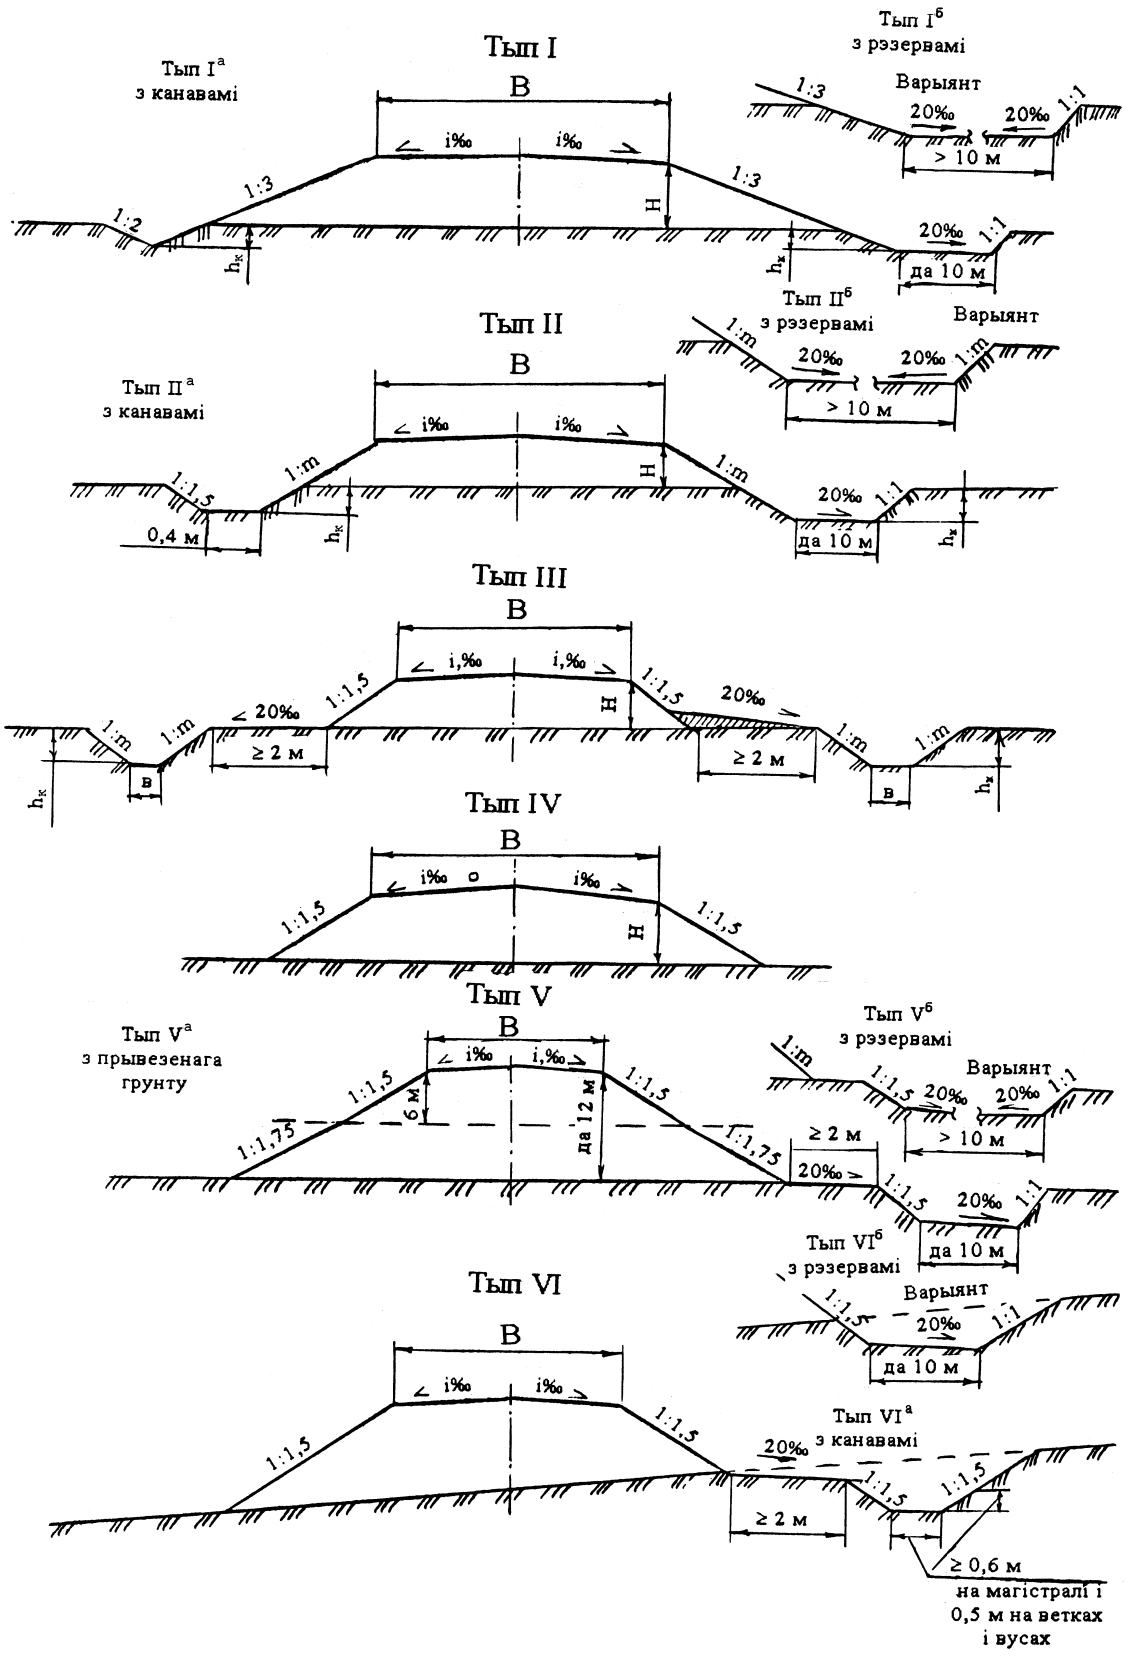 Тып I
Тып Iᵃ
з канавамі
B
i‰
i‰
1:3
1:2
1:3
H
hк
hк
20‰
1:1
да 10 м
Тып Iᵇ
з рэзервамі
Варыянт
1:3
20‰
20‰
1:1
> 10 м
Тып II
Тып IIᵃ
з канавамі
B
i‰
i‰
1:m
1:1,5
0,4 м
hк
H
1:m
20‰
1:1
да 10 м
hк
Тып IIᵇ
з рэзервамі
Варыянт
1:m
20‰
20‰
1:m
> 10 м
Тып III
B
i,‰
i,‰
1:1,5
1:1,5
H
20‰
20‰
1:m
1:m
1:m
1:m
≥ 2 м
≥ 2 м
в
в
hк
hк
Тып IV
B
i‰
i‰
1:1,5
1:1,5
H
Тып V
Тып Vᵃ
з прывезенага
грунту
B
i‰
i,‰
1:1,5
1:1,5
6 м
да 12 м
1:1,75
1:1,75
≥ 2 м
20‰
1:1,5
20‰
1:1
да 10 м
Тып Vᵇ
з рэзервамі
Варыянт
1:m
1:1,5
20‰
20‰
1:1
> 10 м
Тып VI
B
i‰
i‰
1:1,5
1:1,5
Тып VIᵇ
з рэзервамі
Варыянт
1:1,5
20‰
1:1
да 10 м
Тып VIᵃ
з канавамі
20‰
1:1,5
1:1,5
≥ 2 м
≥ 0,6 м
на магістралі і
0,5 м на ветках
і вусах